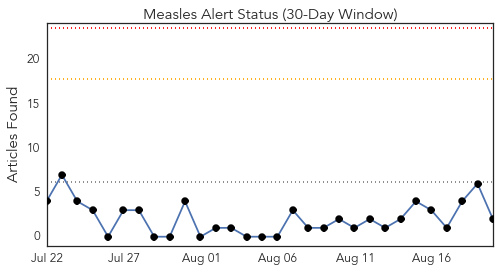 Measles Alert Status (30-Day Window)
Articles Found
20
15
10
5
0
Jul 22 Jul 27 Aug 01 Aug 06 Aug 11 Aug 16